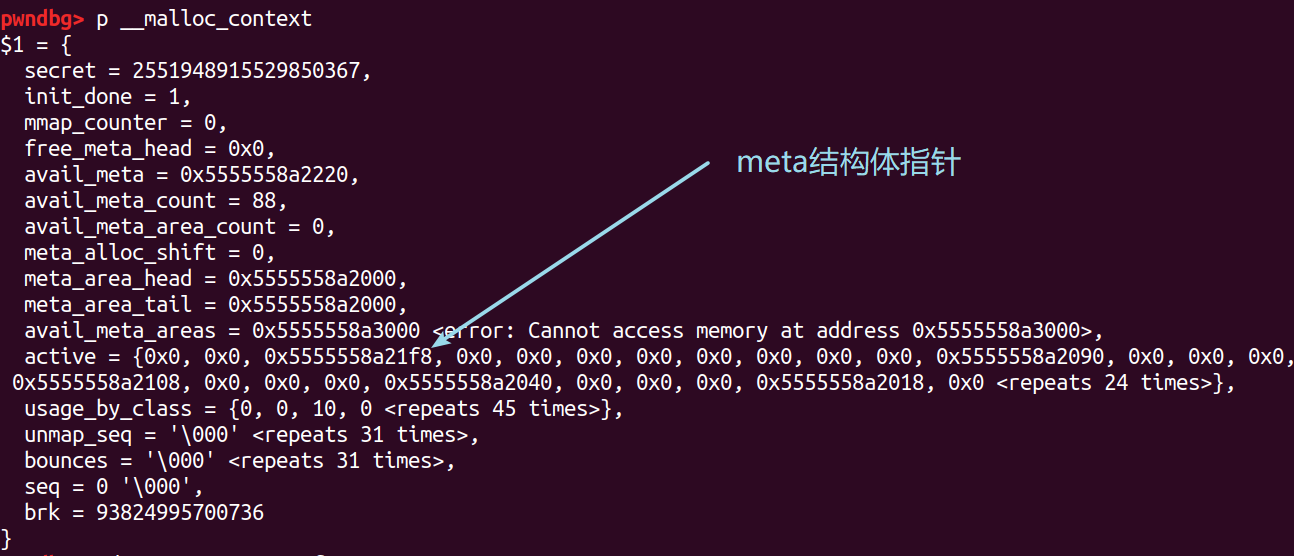 pwndbg> p __malloc_context
$1 = {
  secret = 2551948915529850367,
  init_done = 1,
  mmap_counter = 0,
  free_meta_head = 0x0,
meta结构体指针
  avail_meta = 0x5555558a2220,
  avail_meta_count = 88,
  avail_meta_area_count = 0,
  meta_alloc_shift = 0,
  meta_area_head = 0x5555558a2000,
  meta_area_tail = 0x5555558a2000,
  avail_meta_areas = 0x5555558a3000 <error: Cannot access memory at address 0x5555558a3000>,
  active = {0x0, 0x0, 0x5555558a21f8, 0x0, 0x0, 0x0, 0x0, 0x0, 0x0, 0x0, 0x0, 0x5555558a2090, 0x0, 0x0, 0x0,
 0x5555558a2108, 0x0, 0x0, 0x0, 0x5555558a2040, 0x0, 0x0, 0x0, 0x5555558a2018, 0x0 <repeats 24 times>},
  usage_by_class = {0, 0, 10, 0 <repeats 45 times>},
  unmap_seq = '\000' <repeats 31 times>,
  bounces = '\000' <repeats 31 times>,
  seq = 0 '\000',
  brk = 93824995700736
}